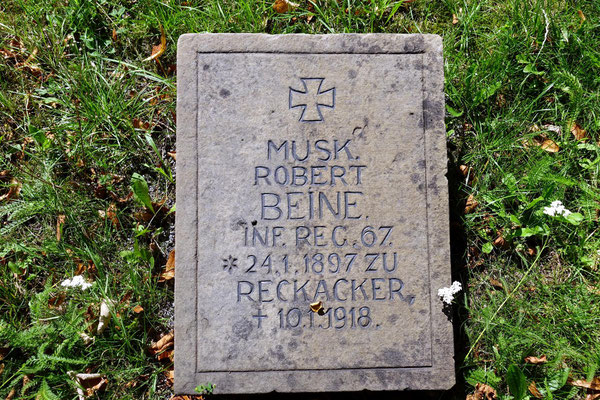 MUSK.
ROBERT
BEINE.
INF. REG. 67.
* 24.1.1897 ZU
RECKACKER,
+ 10.1.1918.